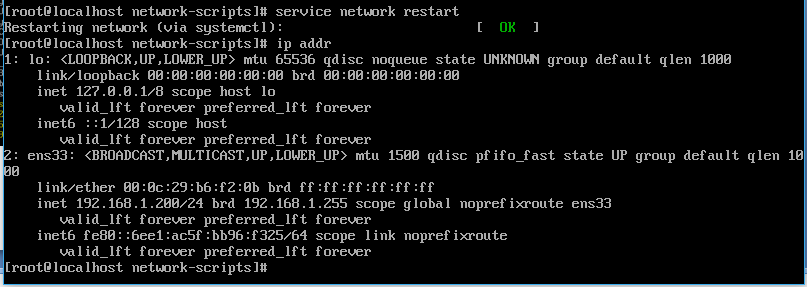 [root@localhost network-scripts]# service network restart
Restarting network (via systemctl):                        [  OK  ]
[root@localhost network-scripts]# ip addr
1: lo: <LOOPBACK,UP,LOWER_UP> mtu 65536 qdisc noqueue state UNKNOWN group default qlen 1000
    link/loopback 00:00:00:00:00:00 brd 00:00:00:00:00:00
    inet 127.0.0.1/8 scope host lo
       valid_lft forever preferred_lft forever
    inet6 ::1/128 scope host
       valid_lft forever preferred_lft forever
2: ens33: <BROADCAST,MULTICAST,UP,LOWER_UP> mtu 1500 qdisc pfifo_fast state UP group default qlen 10
00
    link/ether 00:0c:29:b6:f2:0b brd ff:ff:ff:ff:ff:ff
    inet 192.168.1.200/24 brd 192.168.1.255 scope global noprefixroute ens33
       valid_lft forever preferred_lft forever
    inet6 fe80::6ee1:ac5f:bb96:f325/64 scope link noprefixroute
       valid_lft forever preferred_lft forever
[root@localhost network-scripts]#